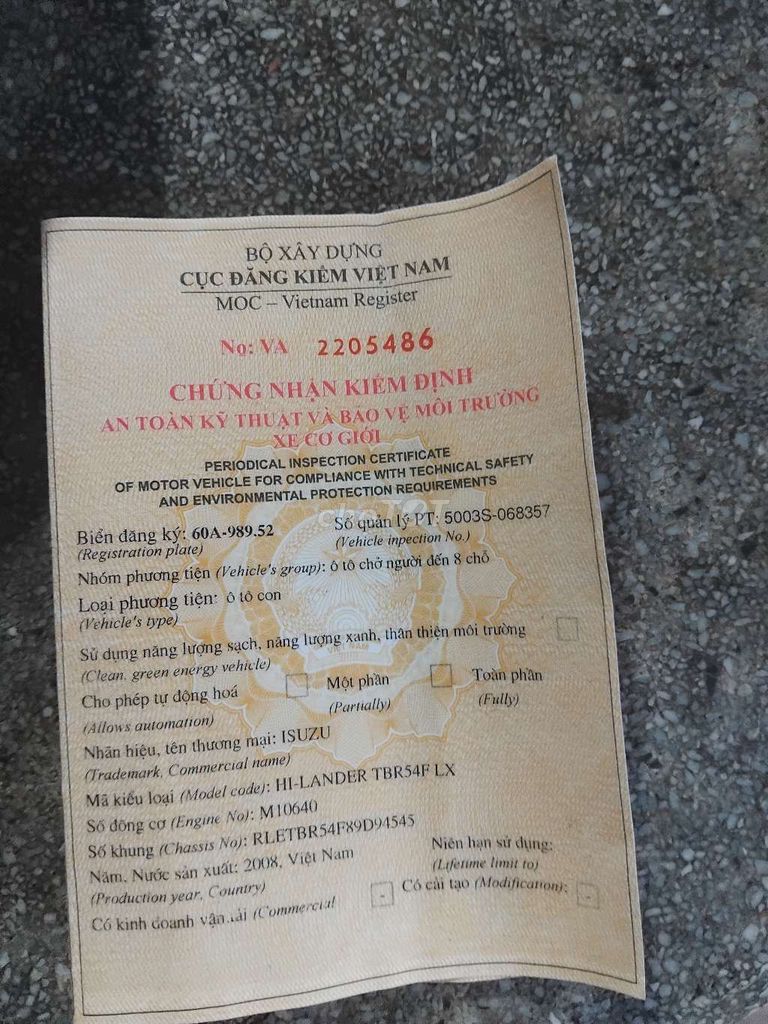 BỘ XÂY DỰNG
CỤC ĐĂNG KIỂM VIỆT NAM
MOC – Vietnam Register
No: VA 2205486
CHỨNG NHẬN KIỂM ĐỊNH
AN TOÀN KỸ THUẬT VÀ BẢO VỆ MÔI TRƯỜNG
XE CƠ GIỚI
PERIODICAL INSPECTION CERTIFICATE
OF MOTOR VEHICLE FOR COMPLIANCE WITH TECHNICAL SAFETY
AND ENVIRONMENTAL PROTECTION REQUIREMENTS
Biển đăng ký: 60A-989.52 Số quản lý PT: 5003S-068357
(Registration plate) (Vehicle inpection No.)
Nhóm phương tiện (Vehicle's group): ô tô chở người đến 8 chỗ
Loại phương tiện: ô tô con
(Vehicle's type)
Sử dụng năng lượng sạch, năng lượng xanh, thân thiện môi trường
(Clean, green energy vehicle)
Cho phép tự động hoá Một phần Toàn phần
(Allows automation) (Partially) (Fully)
Nhãn hiệu, tên thương mại: ISUZU
(Trademark, Commercial name)
Mã kiểu loại (Model code): HI-LANDER TBR54F LX
Số động cơ (Engine No): M10640
Số khung (Chassis No): RLETBR54F89D94545
Năm, Nước sản xuất: 2008, Việt Nam Niên hạn sử dụng:
(Production year, Country) (Lifetime limit to)
Có kinh doanh vận tải (Commercial - Có cải tạo (Modification): -
VIỆT NAM
chợTỐT